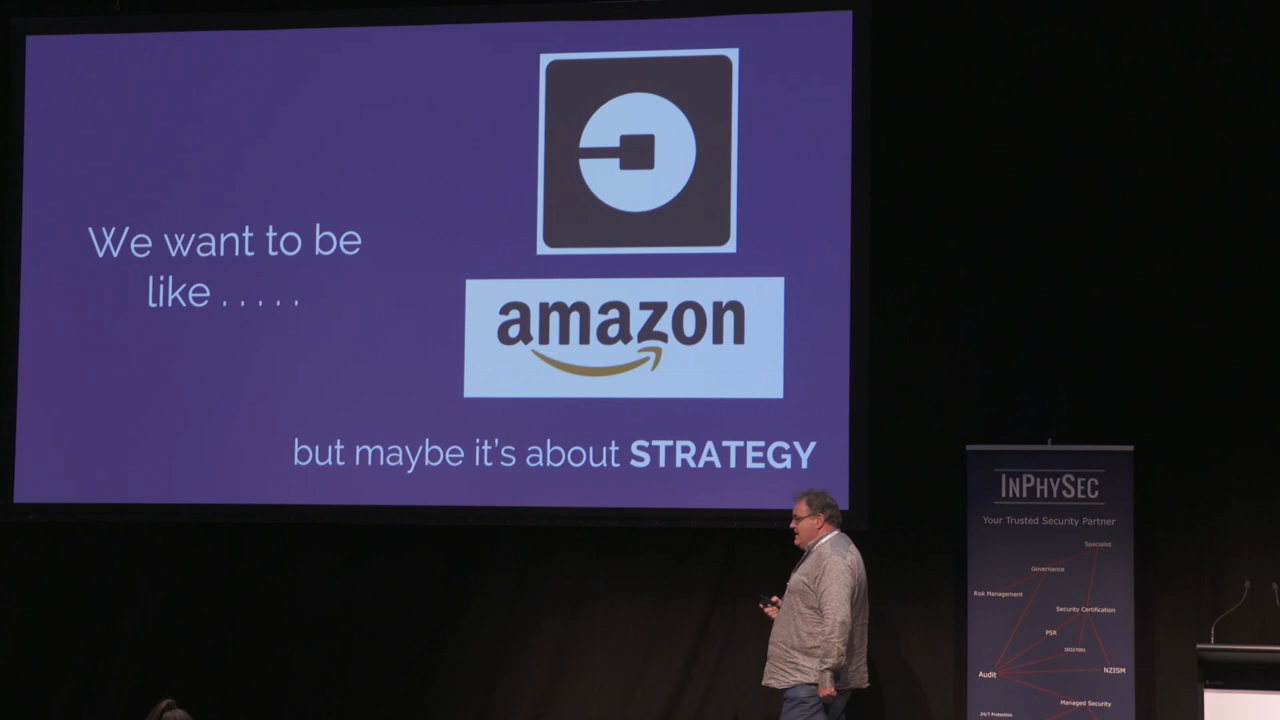 We want to be
like . . . . .
amazon
but maybe it's about STRATEGY
INPHYSEC
Your Trusted Security Partner
Specialist
Governance
Risk Management
Security Certification
PSR
ISO27001
Audit
NZISM
Managed Security
24/7 Protection